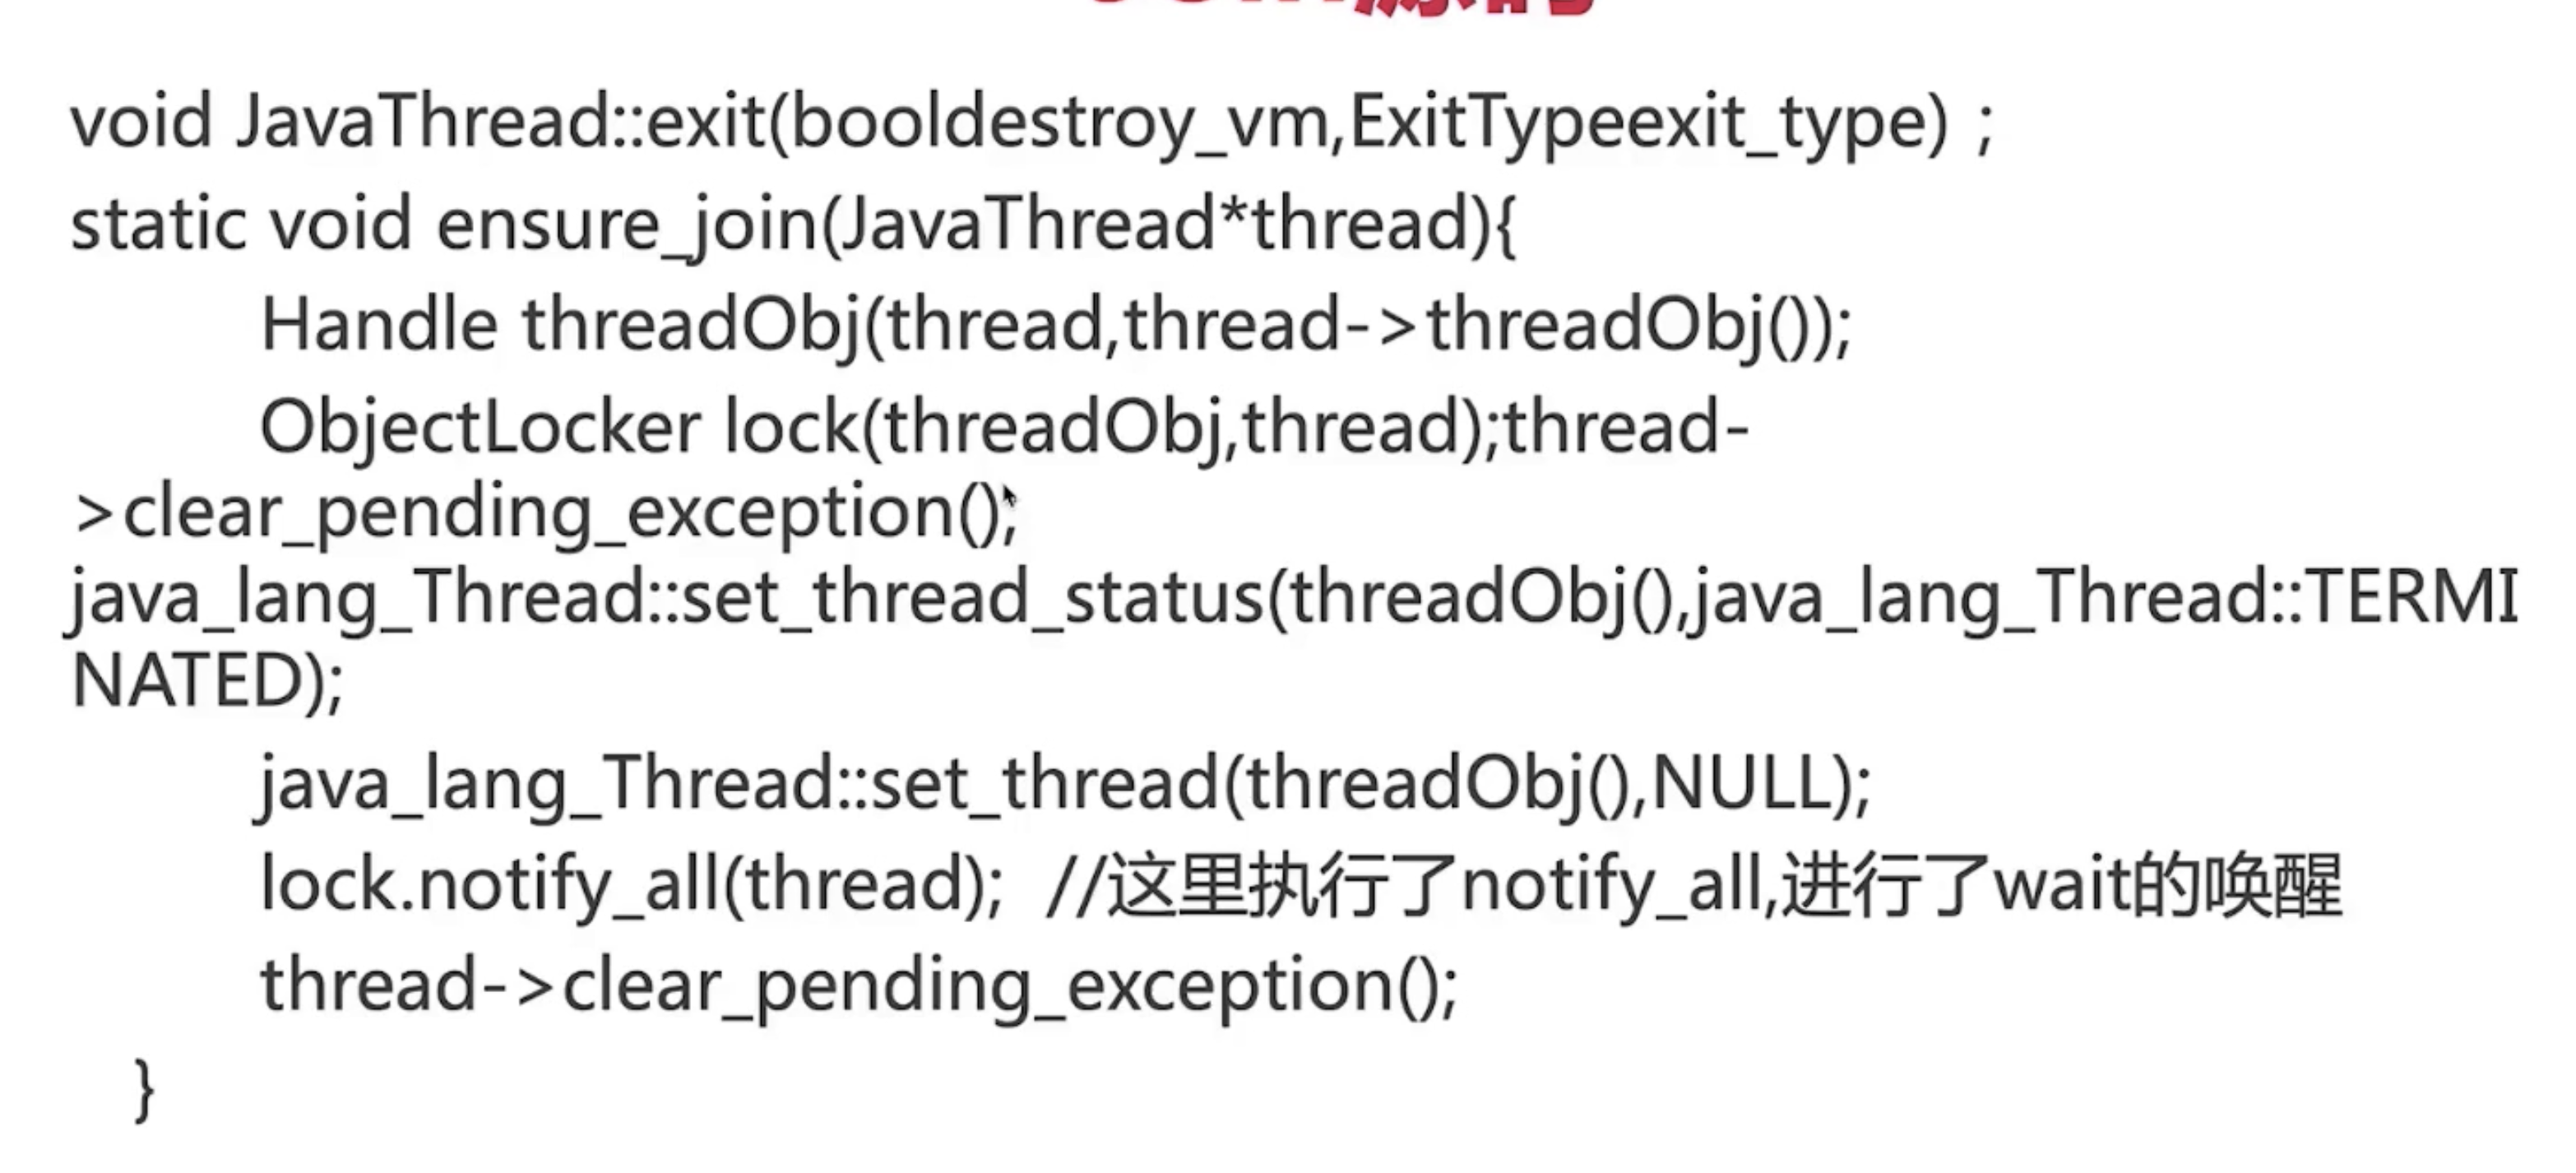 void JavaThread::exit(booldestroy_vm,ExitTypeexit_type) ;
static void ensure_join(JavaThread*thread){
Handle threadObj(thread,thread->threadObj());
ObjectLocker lock(threadObj,thread);thread-
>clear_pending_exception();
java_lang_Thread::set_thread_status(threadObj(),java_lang_Thread::TERMI
NATED);
java_lang_Thread::set_thread(threadObj(),NULL);
lock.notify_all(thread);  //这里执行了notify_all,进行了wait的唤醒
thread->clear_pending_exception();
}